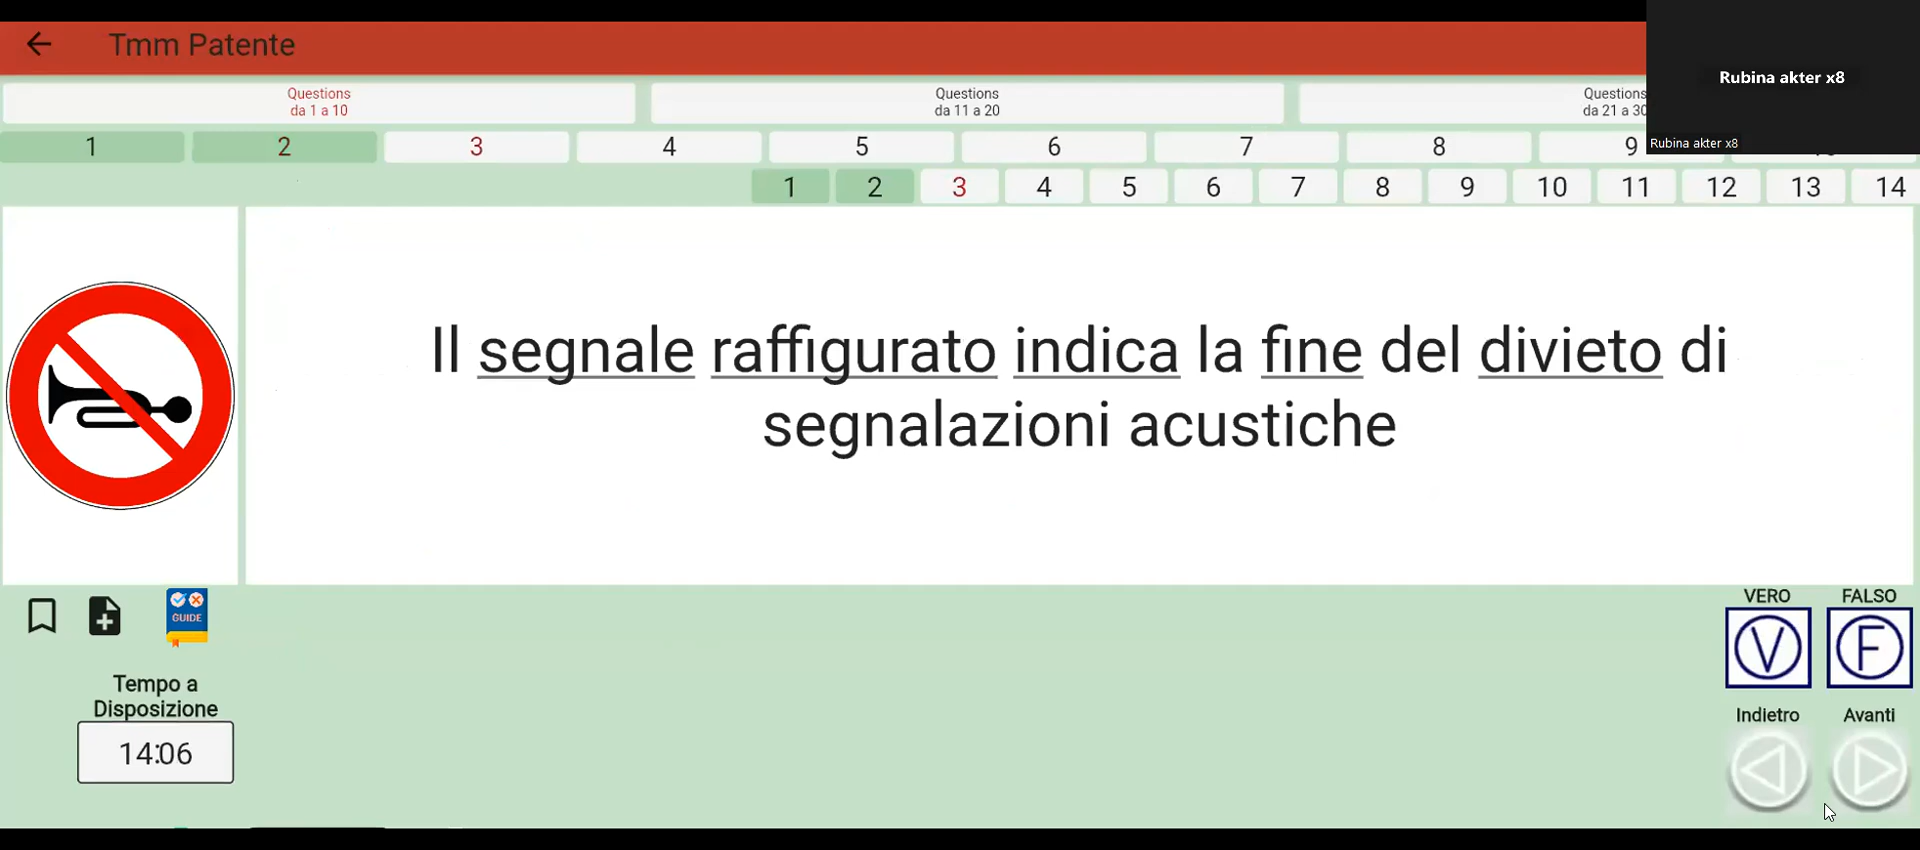 Tmm Patente
Rubina akter x8
Rubina akter x8
Questions
da 1 a 10
Questions
da 11 a 20
Questions
da 21 a 30
1 2 3 4 5 6 7 8 9
1 2 3 4 5 6 7 8 9 10 11 12 13 14
Il segnale raffigurato indica la fine del divieto di
segnalazioni acustiche
GUIDE
VERO FALSO
V F
Tempo a
Disposizione
14:06
Indietro Avanti